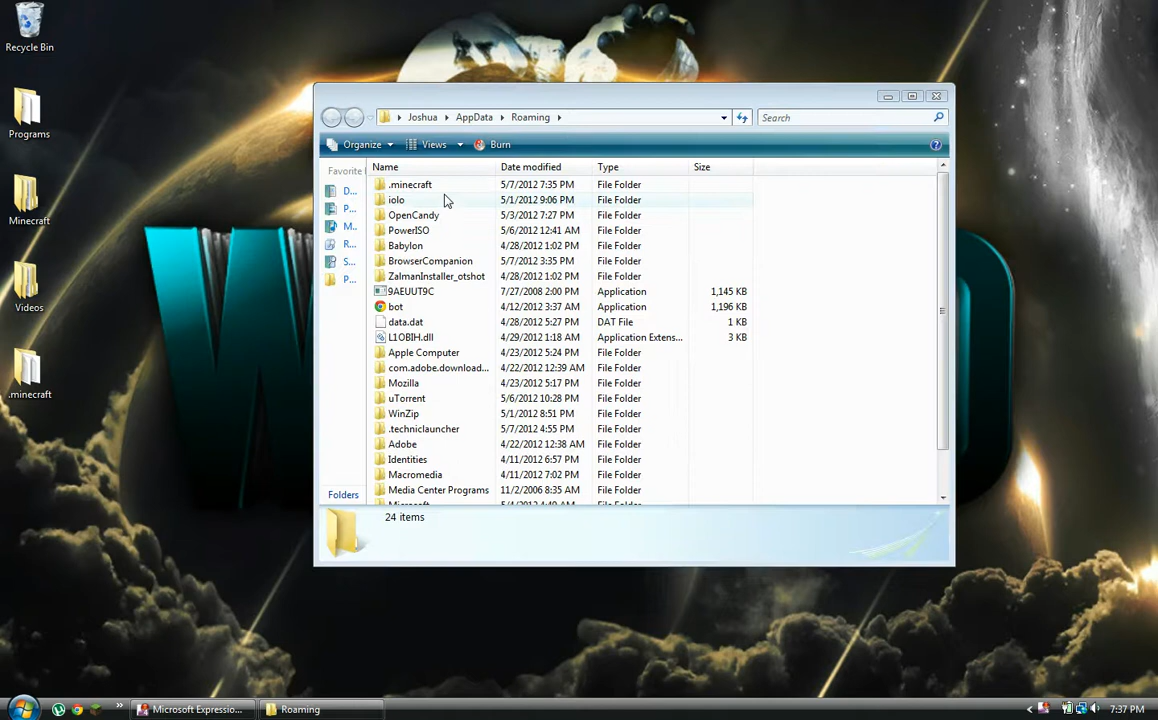 Recycle Bin
Programs
Minecraft
Videos
.minecraft
Joshua AppData Roaming
Search
Organize Views Burn
Favorite
D...
P...
M...
R...
S...
P...
Folders
Name Date modified Type Size
.minecraft 5/7/2012 7:35 PM File Folder
iolo 5/1/2012 9:06 PM File Folder
OpenCandy 5/3/2012 7:27 PM File Folder
PowerISO 5/6/2012 12:41 AM File Folder
Babylon 4/28/2012 1:02 PM File Folder
BrowserCompanion 5/7/2012 3:35 PM File Folder
ZalmanInstaller_otshot 4/28/2012 1:02 PM File Folder
9AEUUT9C 7/27/2008 2:00 PM Application 1,145 KB
bot 4/12/2012 3:37 AM Application 1,196 KB
data.dat 4/28/2012 5:27 PM DAT File 1 KB
L1OBIH.dll 4/29/2012 1:18 AM Application Extens... 3 KB
Apple Computer 4/23/2012 5:24 PM File Folder
com.adobe.download... 4/22/2012 12:39 AM File Folder
Mozilla 4/23/2012 5:17 PM File Folder
uTorrent 5/6/2012 10:28 PM File Folder
WinZip 5/1/2012 8:51 PM File Folder
.techniclauncher 5/7/2012 4:55 PM File Folder
Adobe 4/22/2012 12:38 AM File Folder
Identities 4/11/2012 6:57 PM File Folder
Macromedia 4/11/2012 7:02 PM File Folder
Media Center Programs 11/2/2006 8:35 AM File Folder
24 items
Microsoft Expressio...
Roaming
7:37 PM